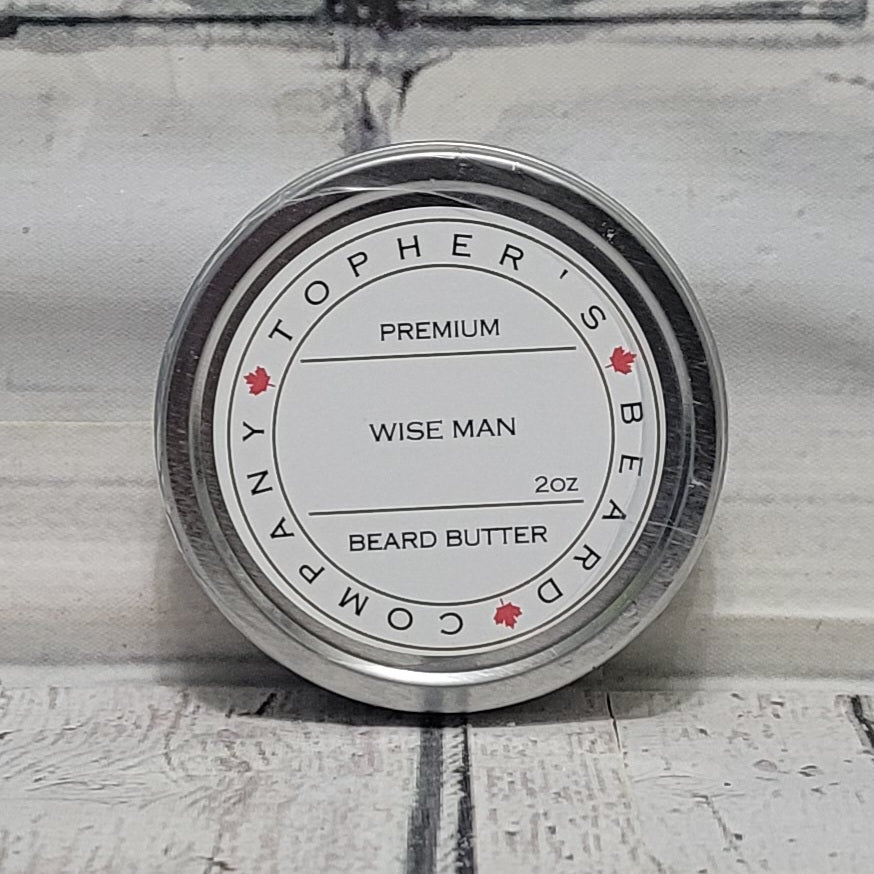 TOPHER'S BEARD COMPANY
PREMIUM
WISE MAN
2oz
BEARD BUTTER